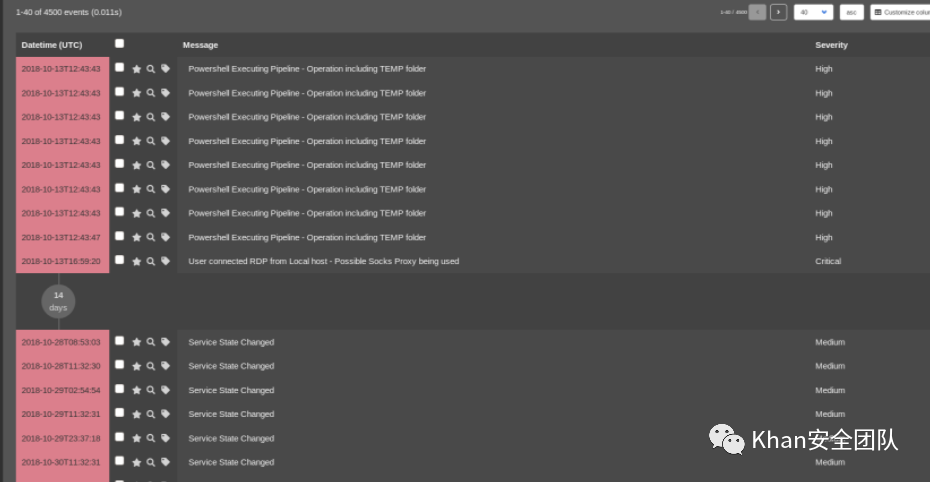 1-40 of 4500 events (0.011s)
1-40 / 4500 40 asc Customize colu
Datetime (UTC) Message Severity
2018-10-13T12:43:43 Powershell Executing Pipeline - Operation including TEMP folder High
2018-10-13T12:43:43 Powershell Executing Pipeline - Operation including TEMP folder High
2018-10-13T12:43:43 Powershell Executing Pipeline - Operation including TEMP folder High
2018-10-13T12:43:43 Powershell Executing Pipeline - Operation including TEMP folder High
2018-10-13T12:43:43 Powershell Executing Pipeline - Operation including TEMP folder High
2018-10-13T12:43:43 Powershell Executing Pipeline - Operation including TEMP folder High
2018-10-13T12:43:43 Powershell Executing Pipeline - Operation including TEMP folder High
2018-10-13T12:43:47 Powershell Executing Pipeline - Operation including TEMP folder High
2018-10-13T16:59:20 User connected RDP from Local host - Possible Socks Proxy being used Critical
14
days
2018-10-28T08:53:03 Service State Changed Medium
2018-10-28T11:32:30 Service State Changed Medium
2018-10-29T02:54:54 Service State Changed Medium
2018-10-29T11:32:31 Service State Changed Medium
2018-10-29T23:37:18 Service State Changed
Khan安全团队
2018-10-30T11:32:31 Service State Changed Medium